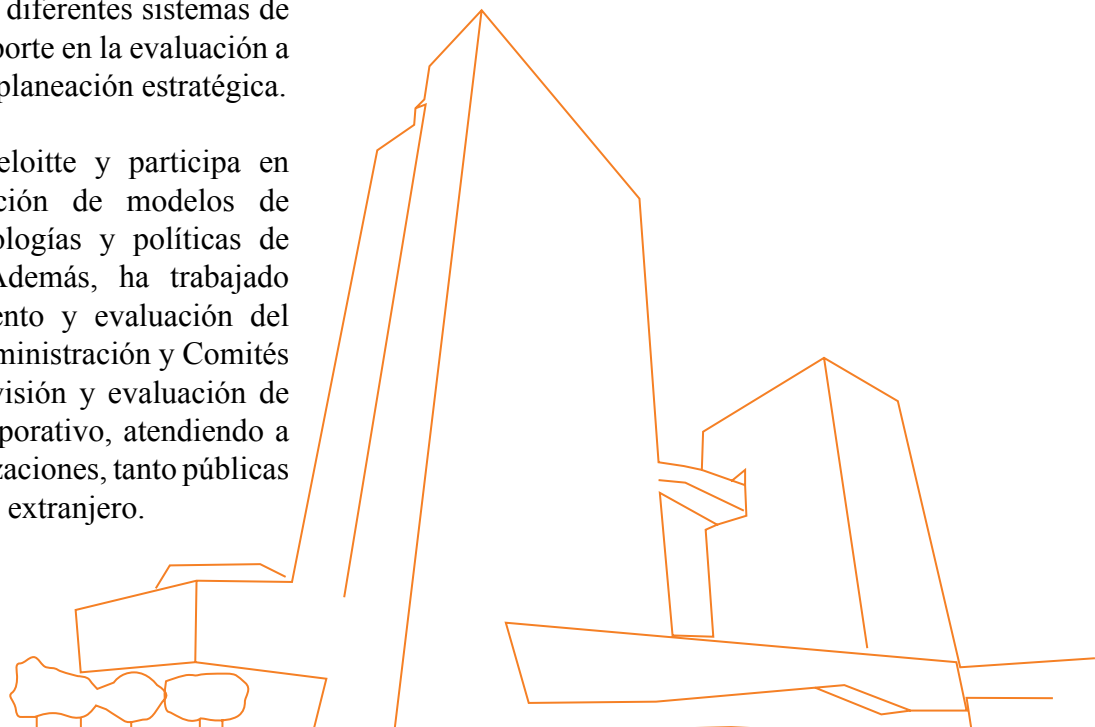 diferentes sistemas de
porte en la evaluación a
planeación estratégica.
eloitte y participa en
ción de modelos de
ologías y políticas de
Además, ha trabajado
ento y evaluación del
ministración y Comités
visión y evaluación de
porativo, atendiendo a
zaciones, tanto públicas
extranjero.